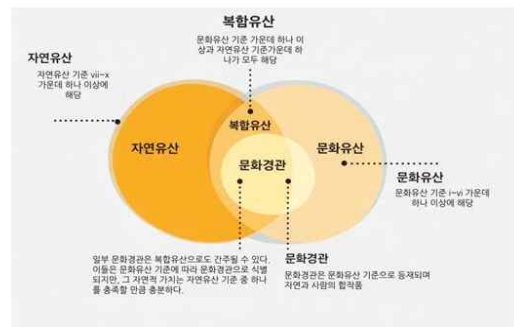 복합유산
문화유산 기준 가운데 하나 이
상과 자연유산 기준가운데 하
나가 모두 해당
자연유산
자연유산 기준 vii~x
가운데 하나 이상에
해당
복합유산
자연유산
문화유산
문화경관
문화유산
문화유산 기준 i~vi 가운데
하나 이상에 해당
일부 문화경관은 복합유산으로도 간주될 수 있다.
이들은 문화유산 기준에 따라 문화경관으로 식별
되지만, 그 자연적 가치는 자연유산 기준 중 하나
를 충족할 만큼 충분하다.
문화경관
문화경관은 문화유산 기준으로 등재되며
자연과 사람의 합작품